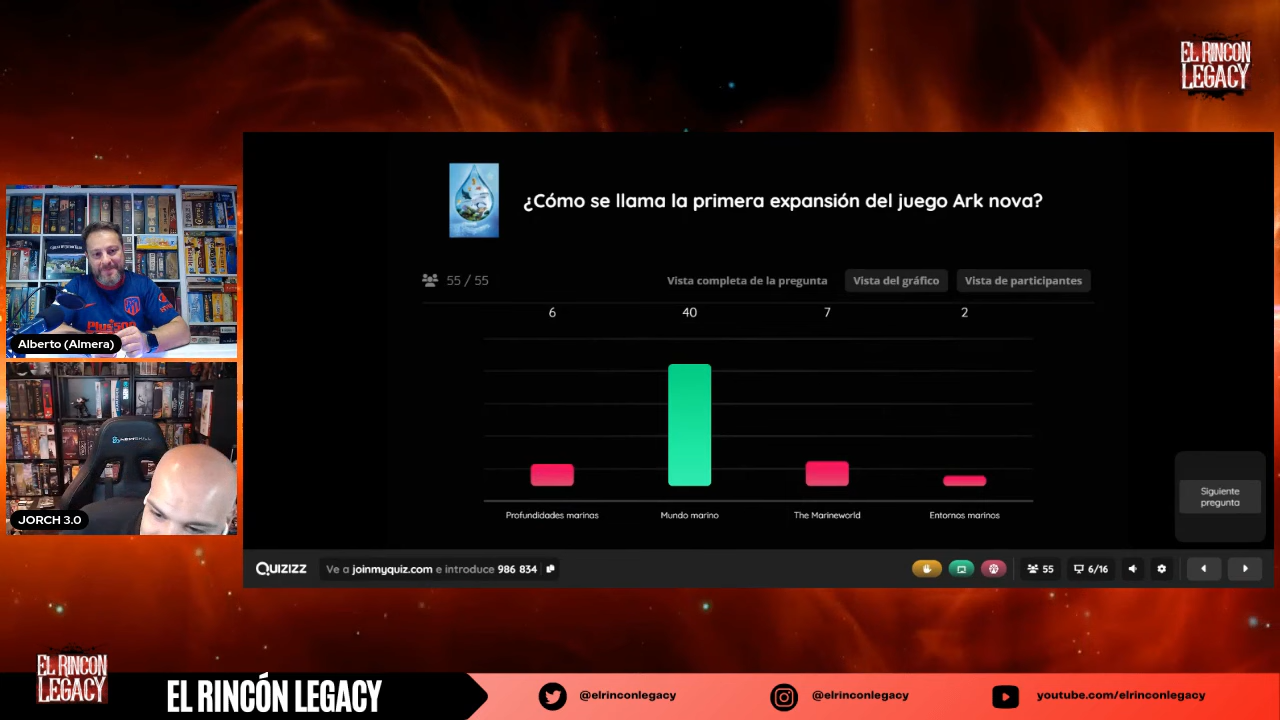 EL RINCON
LEGACY
¿Cómo se llama la primera expansión del juego Ark nova?
55 / 55
Vista completa de la pregunta
Vista del gráfico
Vista de participantes
6
40
7
2
Profundidades marinas
Mundo marino
The Marineworld
Entornos marinos
Siguiente
pregunta
Plus500
Alberto (Almera)
JORCH 3.0
QUIZIZZ
Ve a joinmyquiz.com e introduce 986 834
55
6/16
EL RINCON
LEGACY
EL RINCÓN LEGACY
@elrinconlegacy
@elrinconlegacy
youtube.com/elrinconlegacy